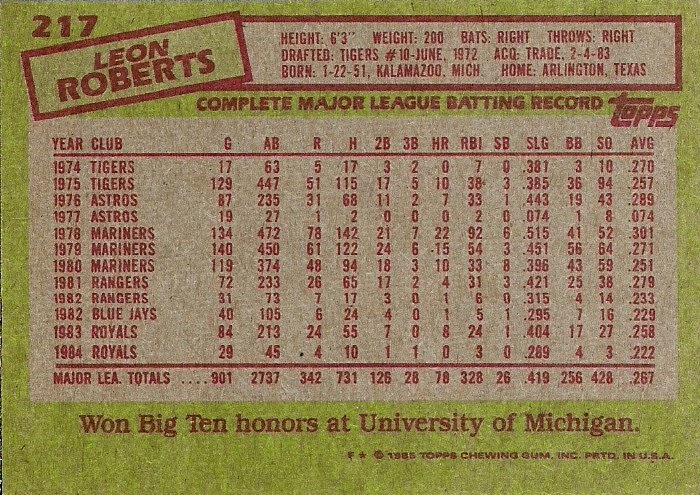 217
LEON
ROBERTS
HEIGHT: 6'3" WEIGHT: 200 BATS: RIGHT THROWS: RIGHT
DRAFTED: TIGERS #10-JUNE, 1972 ACQ: TRADE, 2-4-83
BORN: 1-22-51, KALAMAZOO, MICH. HOME: ARLINGTON, TEXAS
COMPLETE MAJOR LEAGUE BATTING RECORD topps
YEAR CLUB G AB R H 2B 3B HR RBI SB SLG BB SO AVG
1974 TIGERS 17 63 5 17 3 2 0 7 0 .381 3 10 .270
1975 TIGERS 129 447 51 115 17 5 10 38 3 .385 36 94 .257
1976 ASTROS 87 235 31 68 11 2 7 33 1 .443 19 43 .289
1977 ASTROS 19 27 1 2 0 0 0 2 0 .074 1 8 .074
1978 MARINERS 134 472 78 142 21 7 22 92 6 .515 41 52 .301
1979 MARINERS 140 450 61 122 24 6 15 54 3 .451 56 64 .271
1980 MARINERS 119 374 48 94 18 3 10 33 8 .396 43 59 .251
1981 RANGERS 72 233 26 65 17 2 4 31 3 .421 25 38 .279
1982 RANGERS 31 73 7 17 3 0 1 6 0 .315 4 14 .233
1982 BLUE JAYS 40 105 6 24 4 0 1 5 1 .295 7 16 .229
1983 ROYALS 84 213 24 55 7 0 8 24 1 .404 17 27 .258
1984 ROYALS 29 45 4 10 1 1 0 3 0 .289 4 3 .222
MAJOR LEA. TOTALS ....901 2737 342 731 126 28 78 328 26 .419 256 428 .267
Won Big Ten honors at University of Michigan.
F ★ © 1985 TOPPS CHEWING GUM, INC. PRTD. IN U.S.A.